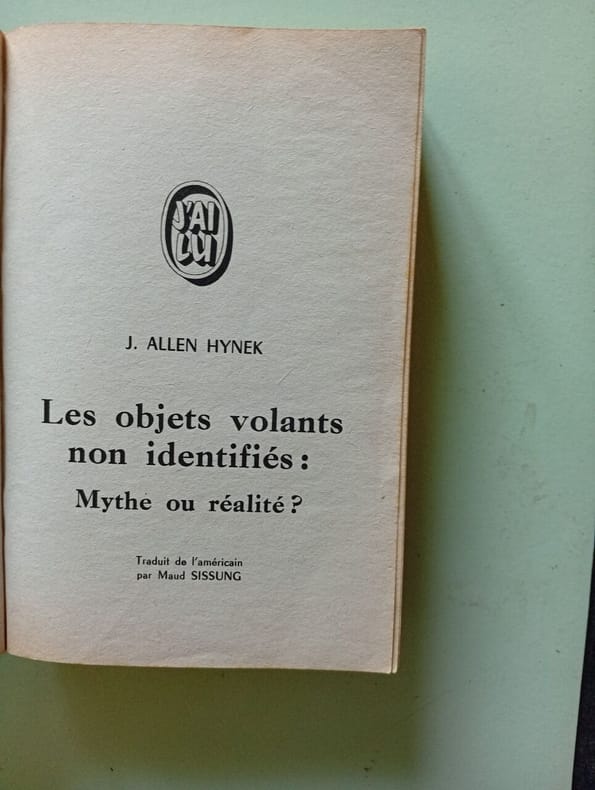 J'AI
LU
J. ALLEN HYNEK
Les objets volants
non identifiés :
Mythe ou réalité ?
Traduit de l'américain
par Maud SISSUNG